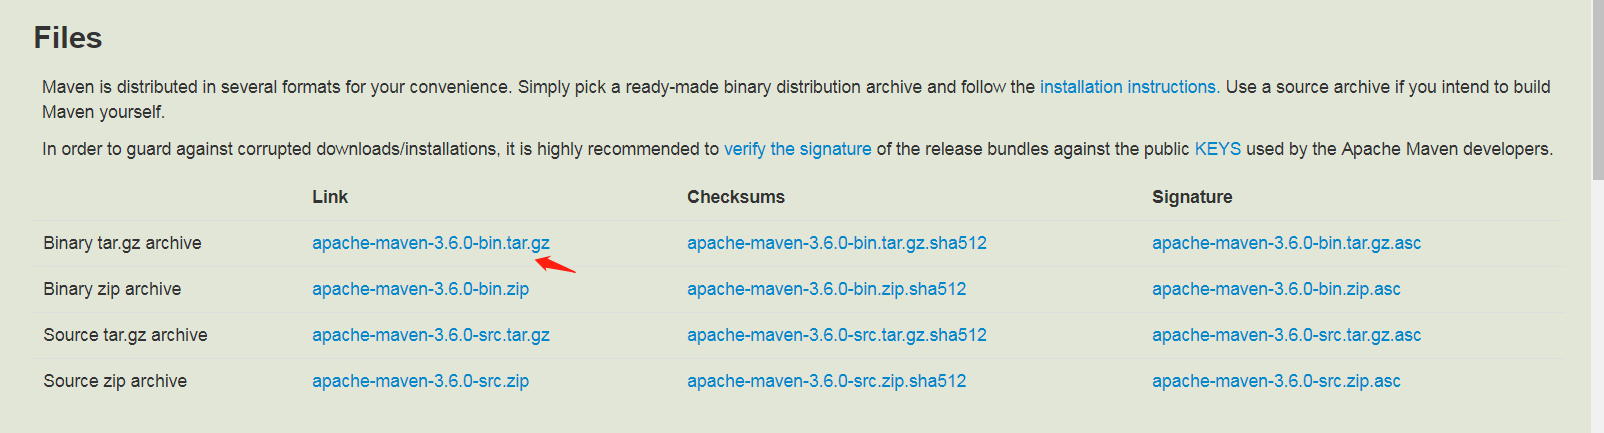 Files
Maven is distributed in several formats for your convenience. Simply pick a ready-made binary distribution archive and follow the installation instructions. Use a source archive if you intend to build
Maven yourself.
In order to guard against corrupted downloads/installations, it is highly recommended to verify the signature of the release bundles against the public KEYS used by the Apache Maven developers.
Link Checksums Signature
Binary tar.gz archive apache-maven-3.6.0-bin.tar.gz apache-maven-3.6.0-bin.tar.gz.sha512 apache-maven-3.6.0-bin.tar.gz.asc
Binary zip archive apache-maven-3.6.0-bin.zip apache-maven-3.6.0-bin.zip.sha512 apache-maven-3.6.0-bin.zip.asc
Source tar.gz archive apache-maven-3.6.0-src.tar.gz apache-maven-3.6.0-src.tar.gz.sha512 apache-maven-3.6.0-src.tar.gz.asc
Source zip archive apache-maven-3.6.0-src.zip apache-maven-3.6.0-src.zip.sha512 apache-maven-3.6.0-src.zip.asc